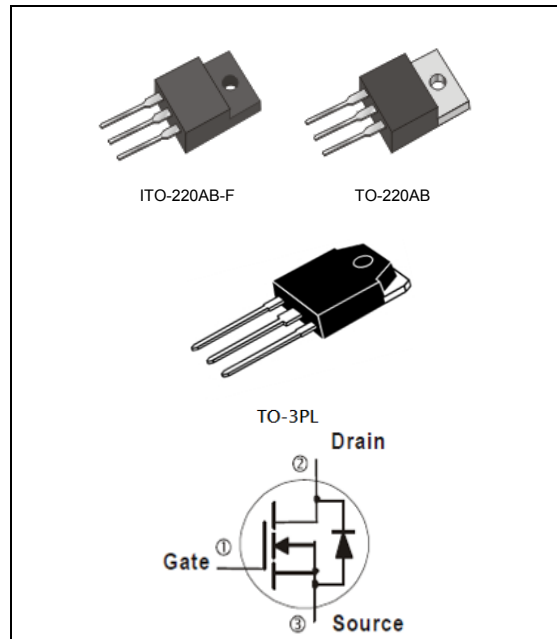 ITO-220AB-F
TO-220AB
TO-3PL
Drain
②
Gate ①
③ Source